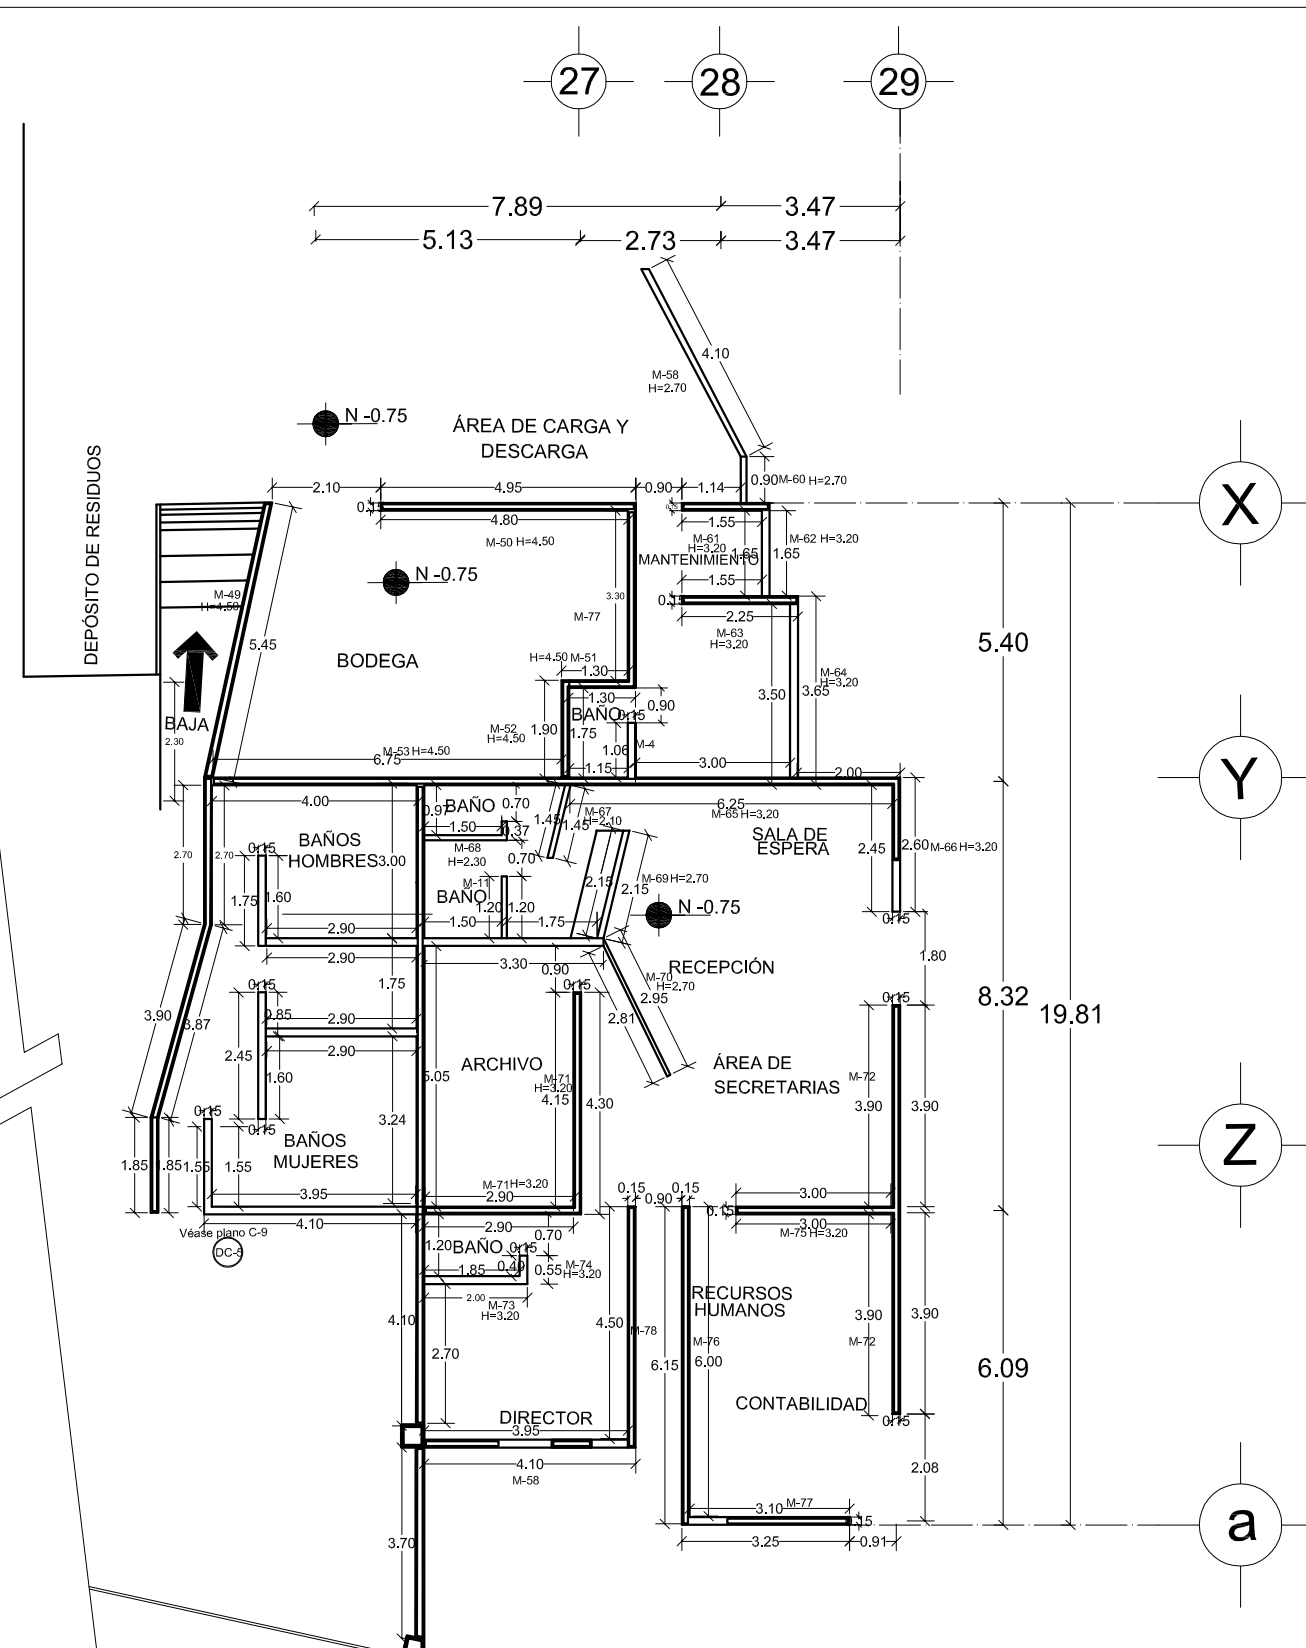 27
28
29
7.89
3.47
5.13
2.73
3.47
4.10
M-58
H=2.70
N -0.75
ÁREA DE CARGA Y
DESCARGA
DEPÓSITO DE RESIDUOS
2.10
4.95
0.90
1.14
0.90
M-60 H=2.70
X
4.80
1.55
M-50 H=4.50
M-61
H=3.20
1.65
1.65
M-62 H=3.20
MANTENIMIENTO
N -0.75
1.55
M-49
H=4.50
3.30
0.15
M-77
2.25
M-63
H=3.20
5.40
5.45
BODEGA
H=4.50 M-51
1.30
M-64
H=3.20
3.65
3.50
1.30
0.90
BAÑO
0.15
BAJA
2.30
M-52
H=4.50
1.90
1.75
1.06
M-4
M-53 H=4.50
6.75
1.15
3.00
2.00
Y
4.00
0.97
BAÑO
0.70
1.45
1.45
M-67
H=2.10
6.25
M-65 H=3.20
1.50
0.37
SALA DE
ESPERA
BAÑOS
HOMBRES
3.00
0.15
M-68
H=2.30
0.70
2.45
2.60
M-66 H=3.20
2.70
2.70
1.75
1.60
M-11
BAÑO
1.20
1.20
2.15
2.15
M-69 H=2.70
N -0.75
2.90
1.50
1.75
0.15
2.90
3.30
0.90
RECEPCIÓN
1.80
1.75
0.15
M-70
H=2.70
2.95
0.15
8.32
19.81
3.90
3.87
0.85
2.90
2.81
2.45
2.90
ARCHIVO
ÁREA DE
SECRETARIAS
1.60
5.05
M-71
H=3.20
4.15
4.30
M-72
3.90
3.90
0.15
0.15
3.24
BAÑOS
MUJERES
Z
1.85
1.85
1.55
1.55
3.95
M-71 H=3.20
2.90
0.15
0.90
0.15
3.00
0.15
4.10
2.90
3.00
M-75 H=3.20
Véase plano C-9
DC-5
1.20
BAÑO
0.15
0.70
1.85
0.40
0.55
M-74
H=3.20
2.00
M-73
H=3.20
RECURSOS
HUMANOS
4.10
4.50
M-78
M-76
3.90
3.90
M-72
2.70
6.15
6.00
6.09
CONTABILIDAD
DIRECTOR
3.95
0.15
4.10
M-58
2.08
3.10
M-77
a
3.70
3.25
0.91